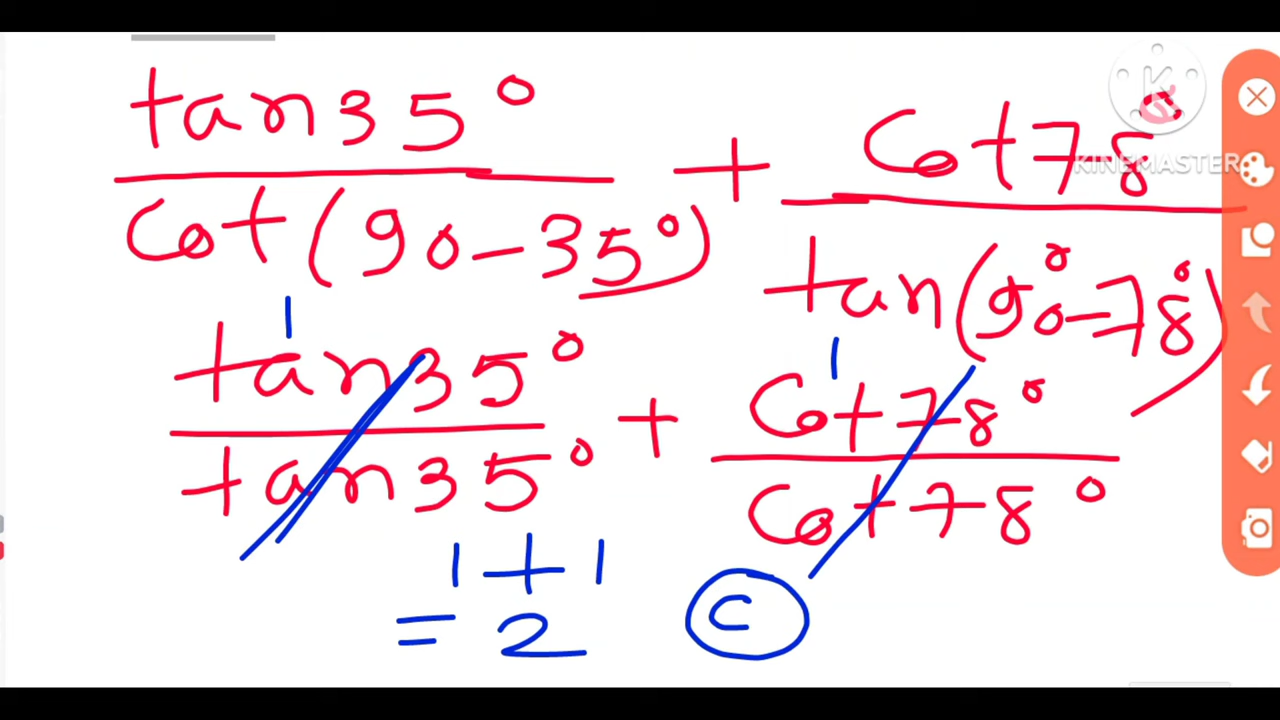 tan35° + Cot78°
KINEMASTER
Cot(90-35°) tan(90°-78°)
1 1
tan35° + Cot78°
tan35° Cot78°
1+1
= 2 C